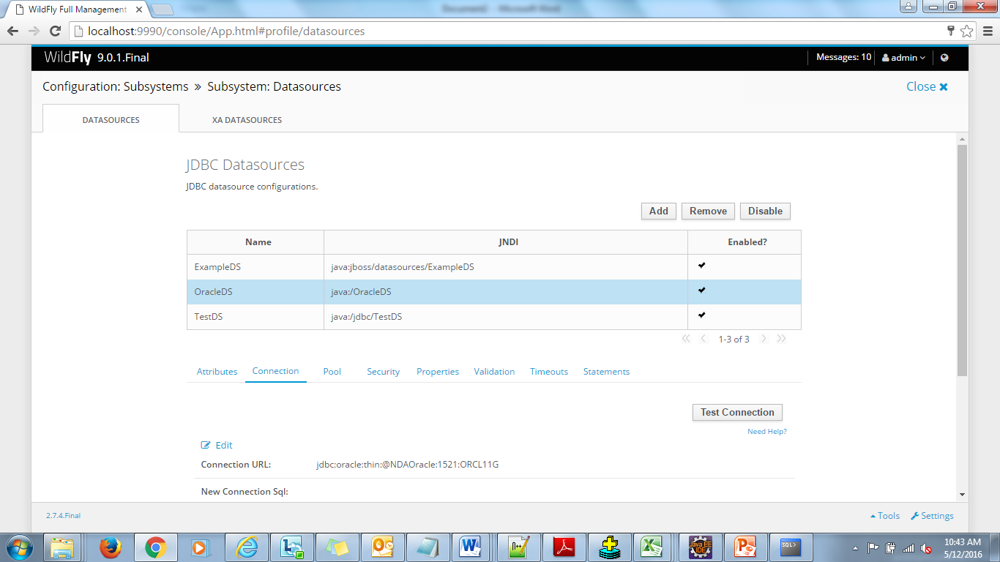 WildFly Full Management
Document2 - Microsoft Word
localhost:9990/console/App.html#profile/datasources
WildFly 9.0.1.Final
Messages: 10
admin
Configuration: Subsystems » Subsystem: Datasources
Close
DATASOURCES
XA DATASOURCES
JDBC Datasources
JDBC datasource configurations.
Add
Remove
Disable
Name JNDI Enabled?
ExampleDS java:jboss/datasources/ExampleDS
OracleDS java:/OracleDS
TestDS java:/jdbc/TestDS
1-3 of 3
Attributes Connection Pool Security Properties Validation Timeouts Statements
Test Connection
Need Help?
Edit
Connection URL: jdbc:oracle:thin:@NDAOracle:1521:ORCL11G
New Connection Sql:
2.7.4.Final
Tools
Settings
Java EE
IDE
SQL>
10:43 AM
5/12/2016